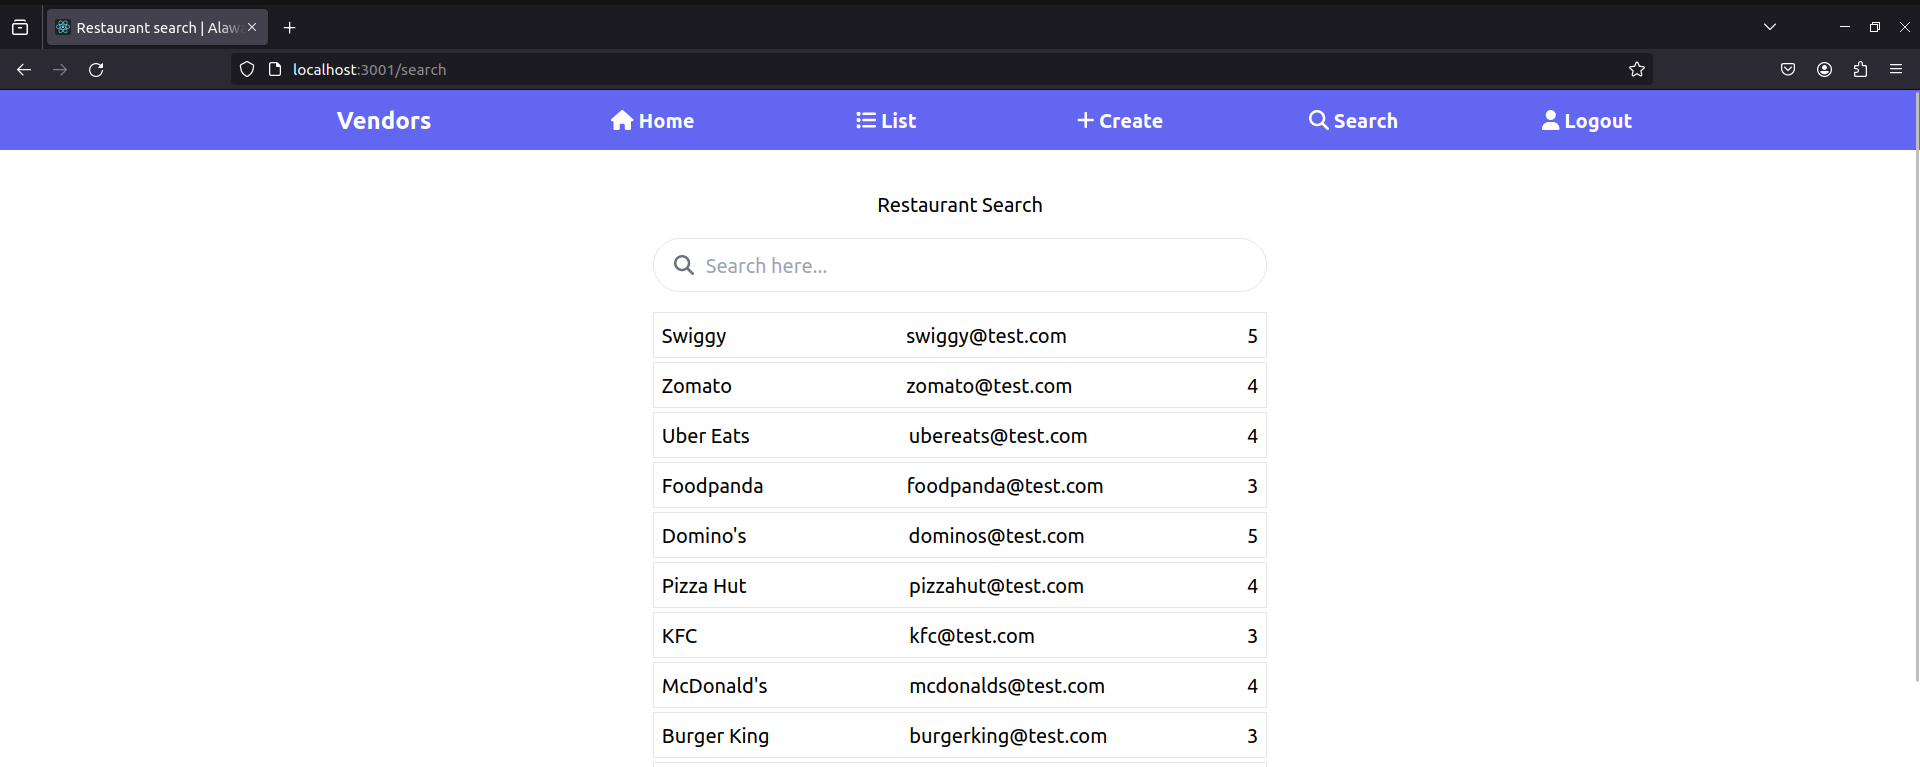 Restaurant search | Alaw
localhost:3001/search
Vendors Home List Create Search Logout
Restaurant Search
Search here...
Swiggy swiggy@test.com 5
Zomato zomato@test.com 4
Uber Eats ubereats@test.com 4
Foodpanda foodpanda@test.com 3
Domino's dominos@test.com 5
Pizza Hut pizzahut@test.com 4
KFC kfc@test.com 3
McDonald's mcdonalds@test.com 4
Burger King burgerking@test.com 3